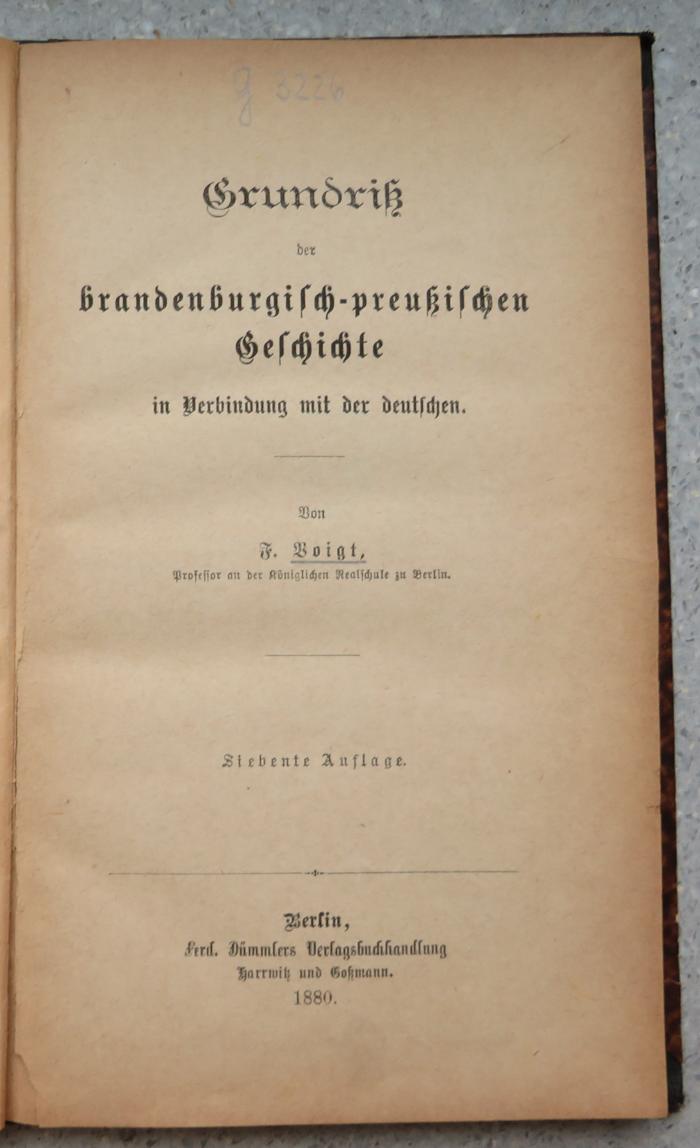 g 3226
Grundriß
der
brandenburgisch-preußischen
Geschichte
in Verbindung mit der deutschen.
Von
F. Voigt,
Professor an der Königlichen Realschule zu Berlin.
Siebente Auflage.
Berlin,
Ferd. Dümmlers Verlagsbuchhandlung
Harrwitz und Goßmann.
1880.